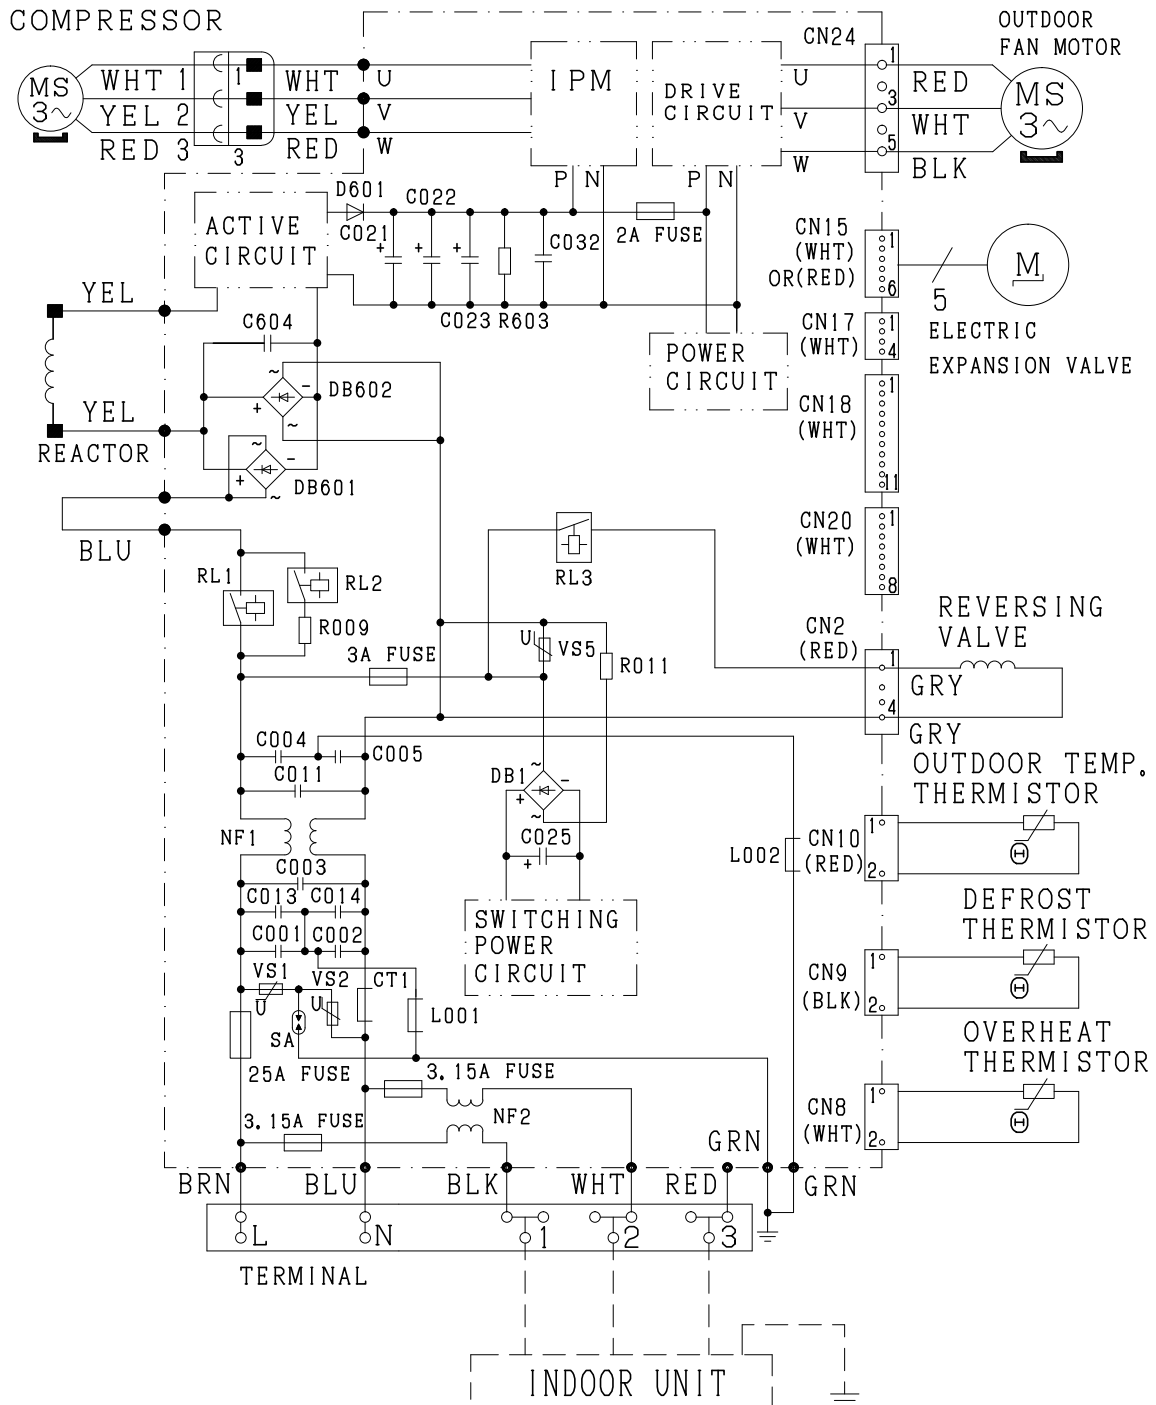 COMPRESSOR
OUTDOOR
FAN MOTOR
CN24
MS
3~
WHT 1
YEL 2
RED 3
1
3
WHT
YEL
RED
U
V
W
IPM
DRIVE
CIRCUIT
U
V
W
1
3
5
RED
WHT
BLK
MS
3~
P N
P N
D601
C022
C021
+
+
+
C032
2A FUSE
ACTIVE
CIRCUIT
C023 R603
CN15
(WHT)
OR(RED)
1
6
5
M
ELECTRIC
EXPANSION VALVE
YEL
C604
CN17
(WHT)
1
4
POWER
CIRCUIT
~
-
DB602
+
~
CN18
(WHT)
1
11
YEL
REACTOR
~
-
+
DB601
~
BLU
CN20
(WHT)
1
8
RL1
RL2
RL3
R009
3A FUSE
U
VS5
R011
CN2
(RED)
1
4
REVERSING
VALVE
GRY
GRY
C004
C005
C011
NF1
DB1
~
-
+
~
C025
+
OUTDOOR TEMP.
THERMISTOR
L002
CN10
(RED)
1
2
Θ
C003
C013 C014
C001 C002
SWITCHING
POWER
CIRCUIT
DEFROST
THERMISTOR
CN9
(BLK)
1
2
Θ
VS1
VS2
CT1
U
U
SA
L001
25A FUSE
3.15A FUSE
OVERHEAT
THERMISTOR
CN8
(WHT)
1
2
Θ
3.15A FUSE
NF2
GRN
BRN
BLU
BLK
WHT
RED
GRN
L
N
1
2
3
TERMINAL
INDOOR UNIT